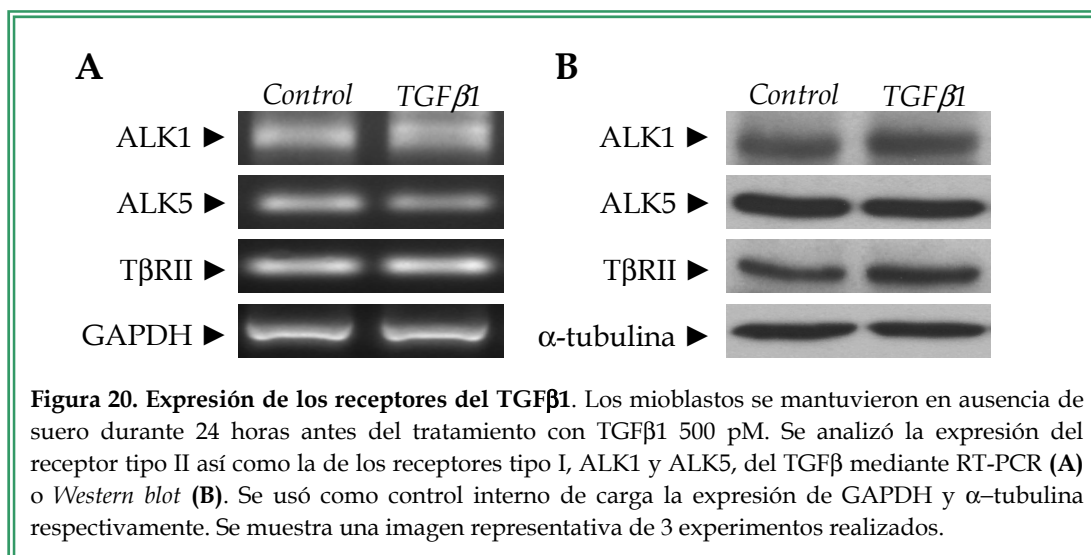 A
Control TGFβ1
ALK1 ►
ALK5 ►
TβRII ►
GAPDH ►
B
Control TGFβ1
ALK1 ►
ALK5 ►
TβRII ►
α-tubulina ►
Figura 20. Expresión de los receptores del TGFβ1. Los mioblastos se mantuvieron en ausencia de
suero durante 24 horas antes del tratamiento con TGFβ1 500 pM. Se analizó la expresión del
receptor tipo II así como la de los receptores tipo I, ALK1 y ALK5, del TGFβ mediante RT-PCR (A)
o Western blot (B). Se usó como control interno de carga la expresión de GAPDH y α–tubulina
respectivamente. Se muestra una imagen representativa de 3 experimentos realizados.